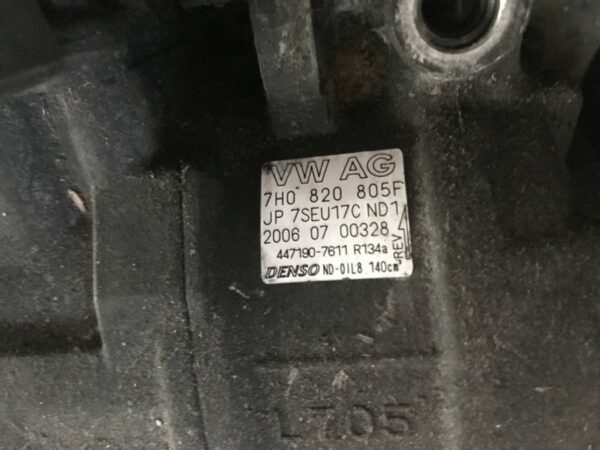 VW AG
7H0 820 805F
JP 7SEU17C ND1
2006 07 00328
447190-7611 R134a
DENSO ND-OIL8 140cm³
REV 1
L705